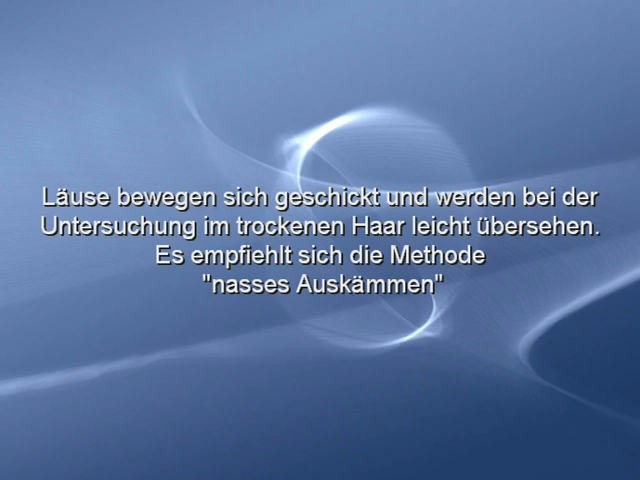 Läuse bewegen sich geschickt und werden bei der
Untersuchung im trockenen Haar leicht übersehen.
Es empfiehlt sich die Methode
"nasses Auskämmen"